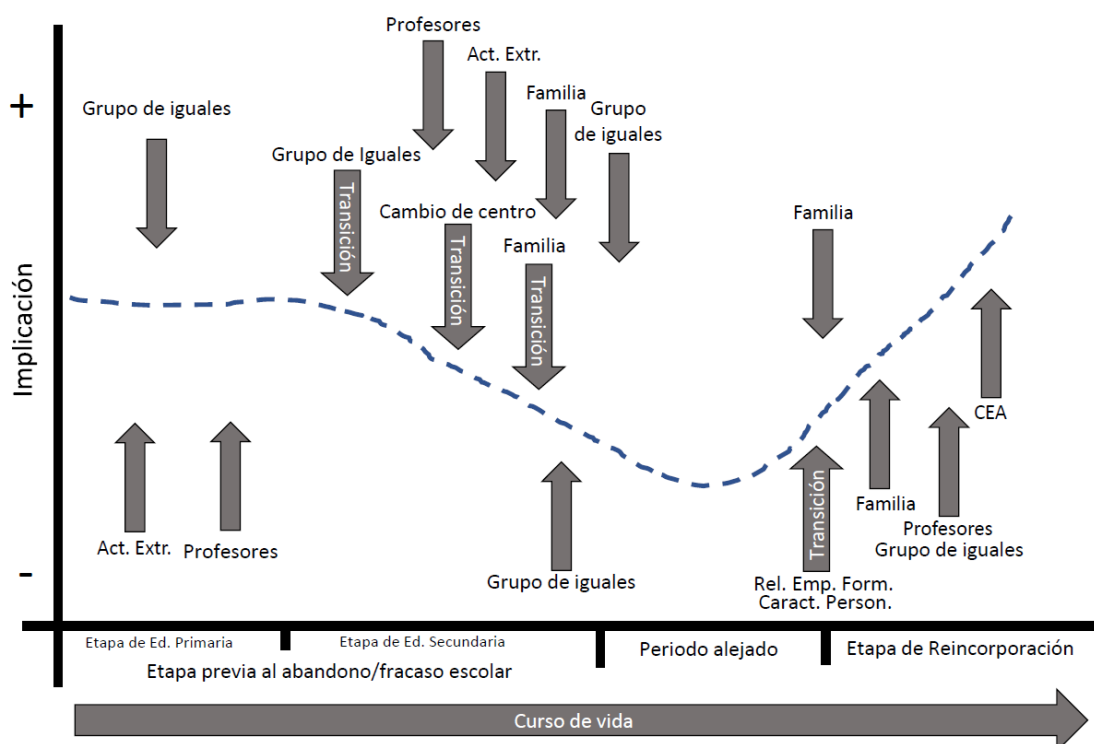 Profesores
Act. Extr.
+
Grupo de iguales
Familia
Grupo
de iguales
Grupo de Iguales
Transición
Cambio de centro
Transición
Familia
Transición
Familia
Implicación
CEA
Act. Extr.
Profesores
Familia
Transición
Profesores
Grupo de iguales
-
Grupo de iguales
Rel. Emp. Form.
Caract. Person.
Etapa de Ed. Primaria
Etapa de Ed. Secundaria
Periodo alejado
Etapa de Reincorporación
Etapa previa al abandono/fracaso escolar
Curso de vida